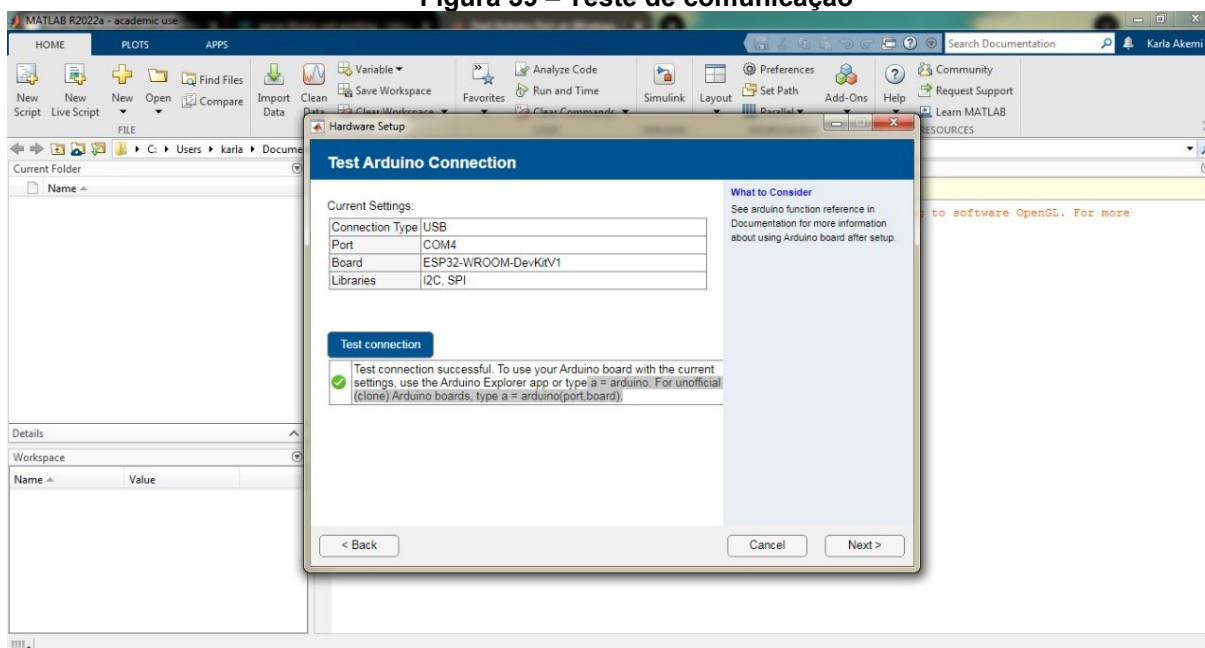 Figura 39 – Teste de comunicação
MATLAB R2022a - academic use
HOME PLOTS APPS
Search Documentation
Karla Akemi
New Script
New Live Script
New
Open
Find Files
Compare
Import Data
Clean Data
Variable
Save Workspace
Clear Workspace
Favorites
Analyze Code
Run and Time
Clear Commands
Simulink
Layout
Preferences
Set Path
Parallel
Add-Ons
Help
Community
Request Support
Learn MATLAB
FILE
RESOURCES
C: Users karla
Current Folder
Name
to software OpenGL. For more
Details
Workspace
Name Value
Hardware Setup
Test Arduino Connection
Current Settings:
Connection Type USB
Port COM4
Board ESP32-WROOM-DevKitV1
Libraries I2C, SPI
Test connection
Test connection successful. To use your Arduino board with the current
settings, use the Arduino Explorer app or type a = arduino. For unofficial
(clone) Arduino boards, type a = arduino(port,board).
What to Consider
See arduino function reference in
Documentation for more information
about using Arduino board after setup.
< Back
Cancel
Next >